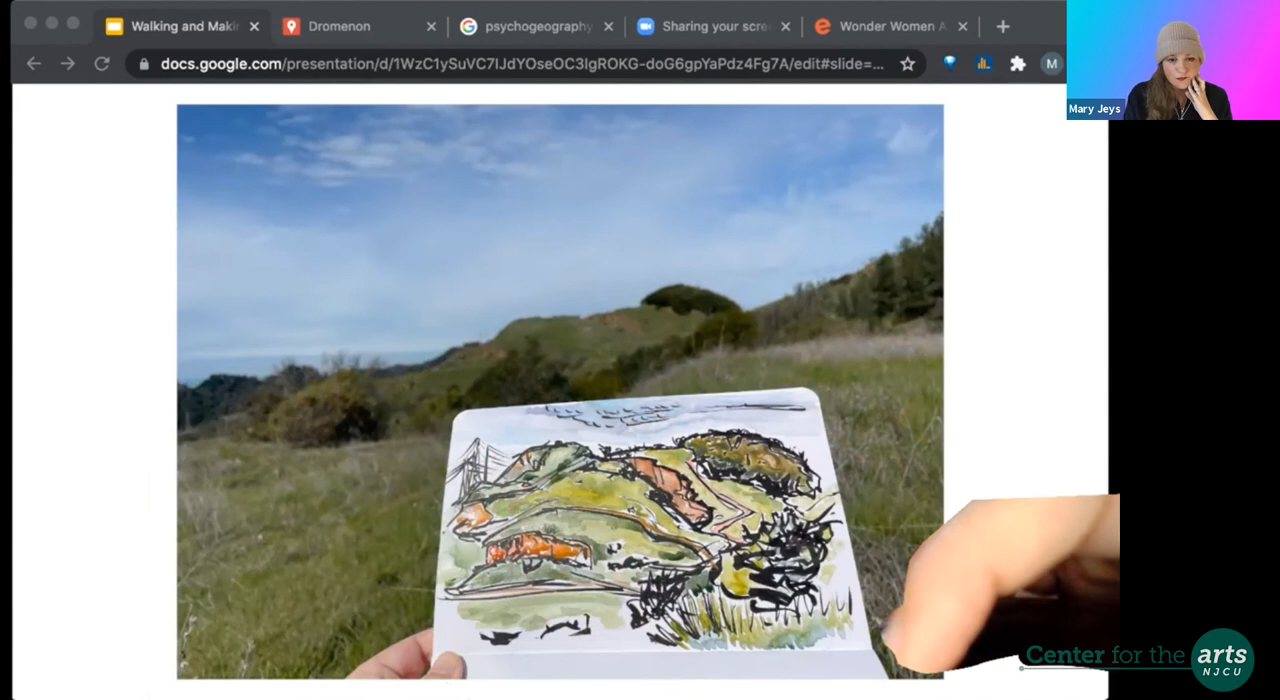 Walking and Maki
Dromenon
psychogeography
Sharing your scre
Wonder Women A
docs.google.com/presentation/d/1WzC1ySuVC7IJdYOseOC3lgROKG-doG6gpYaPdz4Fg7A/edit#slide=...
M
Mary Jeys
Center for the arts
NJCU